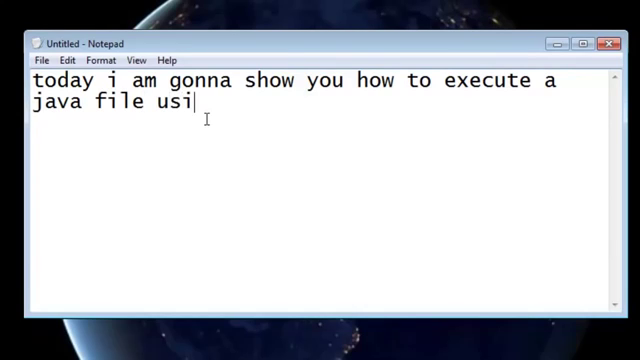 Untitled - Notepad
File Edit Format View Help
today i am gonna show you how to execute a
java file usi